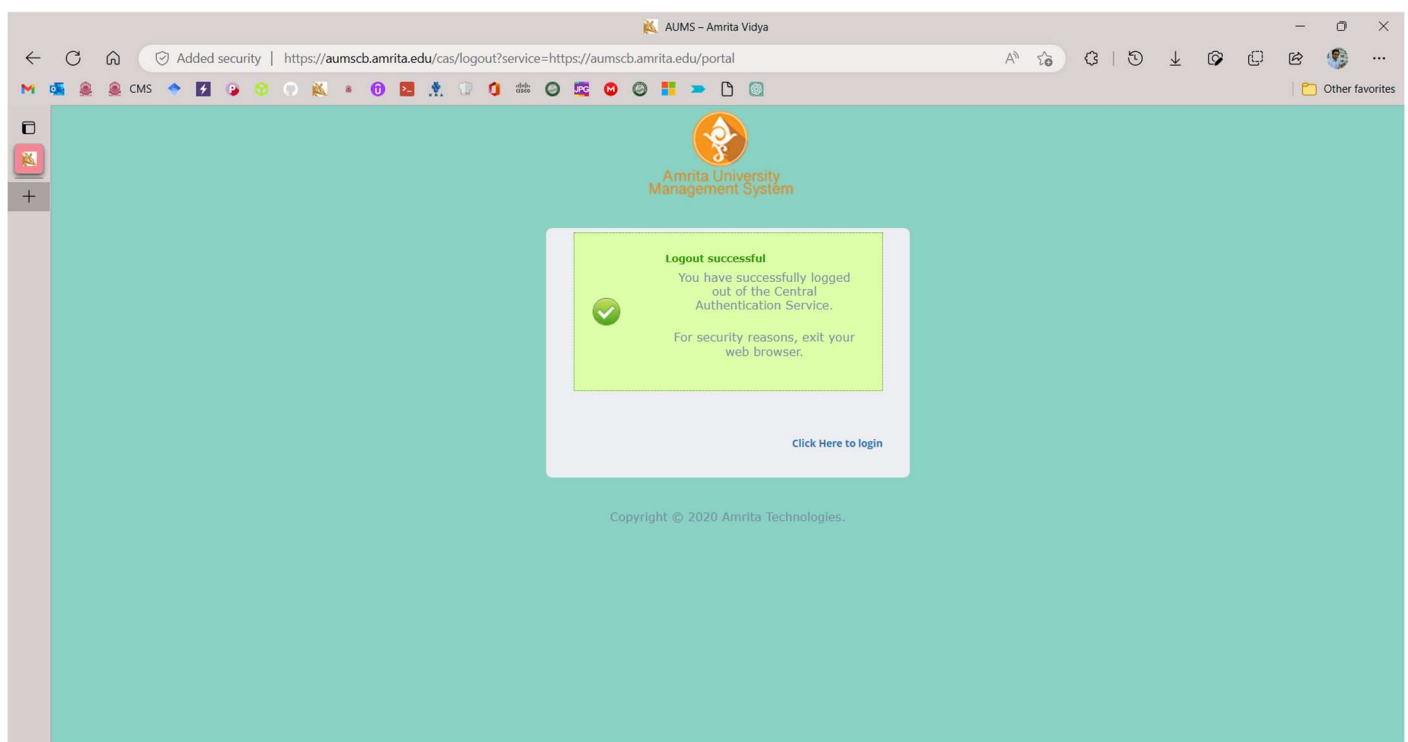 AUMS – Amrita Vidya
Added security | https://aumscb.amrita.edu/cas/logout?service=https://aumscb.amrita.edu/portal
CMS
Other favorites
Amrita University
Management System
Logout successful
You have successfully logged
out of the Central
Authentication Service.
For security reasons, exit your
web browser.
Click Here to login
Copyright © 2020 Amrita Technologies.